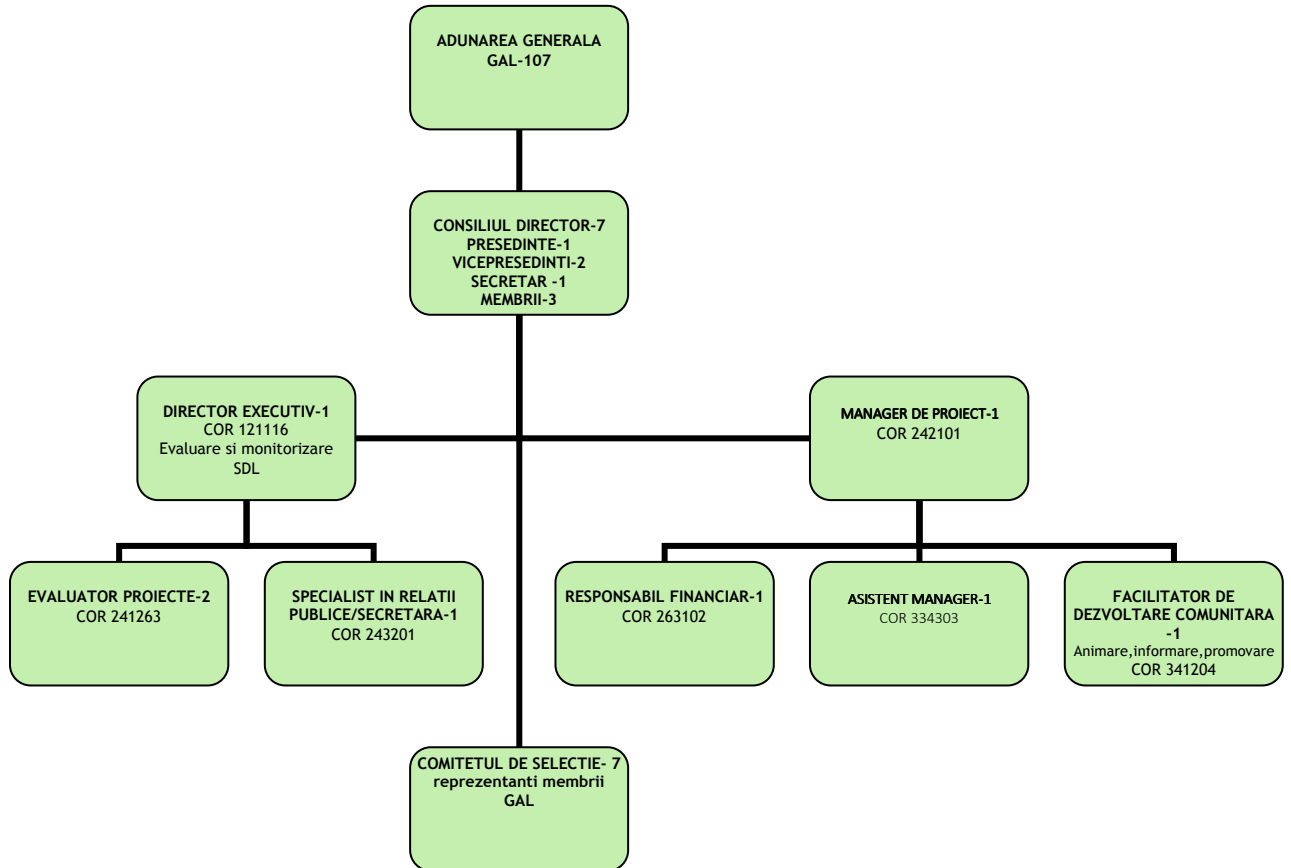 ADUNAREA GENERALA
GAL-107
CONSILIUL DIRECTOR-7
PRESEDINTE-1
VICEPRESEDINTI-2
SECRETAR -1
MEMBRII-3
DIRECTOR EXECUTIV-1
COR 121116
Evaluare si monitorizare
SDL
MANAGER DE PROIECT-1
COR 242101
EVALUATOR PROIECTE-2
COR 241263
SPECIALIST IN RELATII
PUBLICE/SECRETARA-1
COR 243201
RESPONSABIL FINANCIAR-1
COR 263102
ASISTENT MANAGER-1
COR 334303
FACILITATOR DE
DEZVOLTARE COMUNITARA
-1
Animare,informare,promovare
COR 341204
COMITETUL DE SELECTIE- 7
reprezentanti membrii
GAL